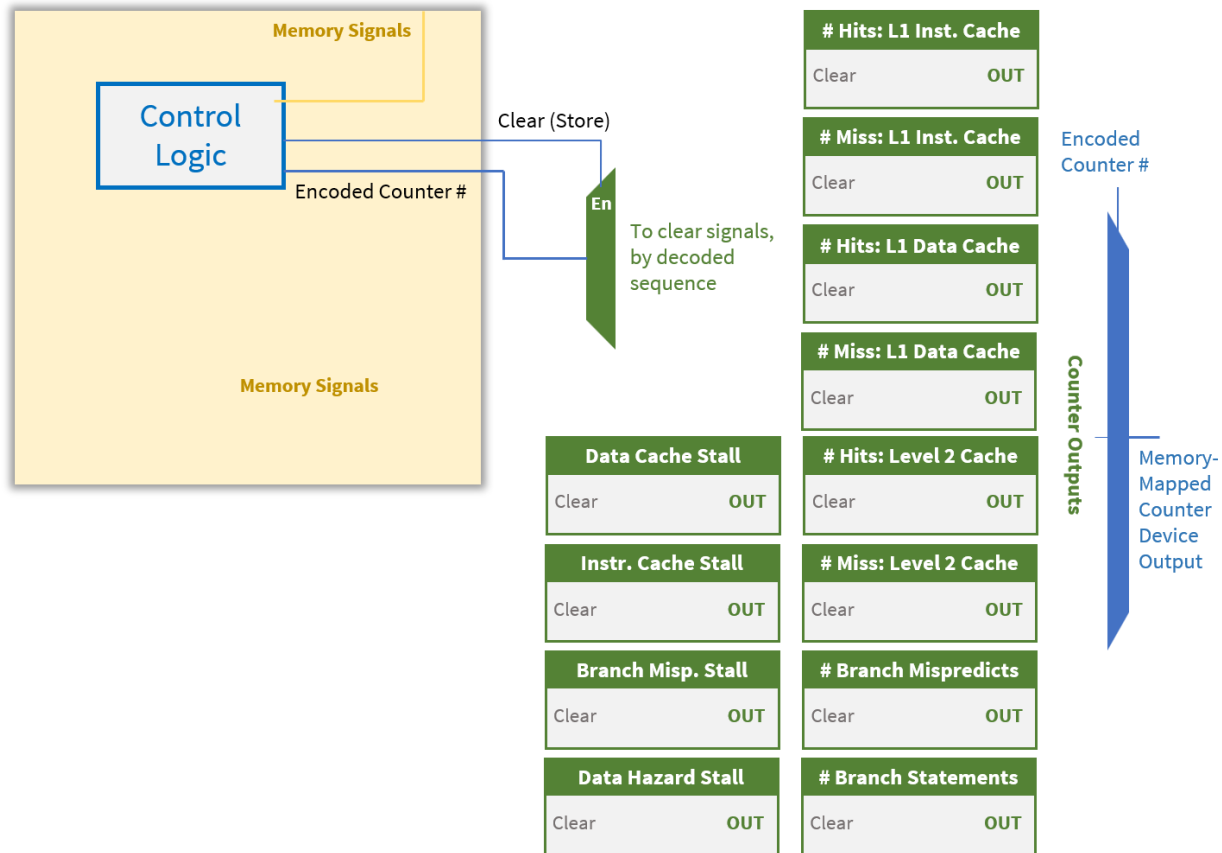 Memory Signals
Control
Logic
Clear (Store)
Encoded Counter #
En
To clear signals,
by decoded
sequence
Memory Signals
# Hits: L1 Inst. Cache
Clear OUT
# Miss: L1 Inst. Cache
Clear OUT
# Hits: L1 Data Cache
Clear OUT
# Miss: L1 Data Cache
Clear OUT
Data Cache Stall
Clear OUT
# Hits: Level 2 Cache
Clear OUT
Instr. Cache Stall
Clear OUT
# Miss: Level 2 Cache
Clear OUT
Branch Misp. Stall
Clear OUT
# Branch Mispredicts
Clear OUT
Data Hazard Stall
Clear OUT
# Branch Statements
Clear OUT
Encoded
Counter #
Counter Outputs
Memory-
Mapped
Counter
Device
Output